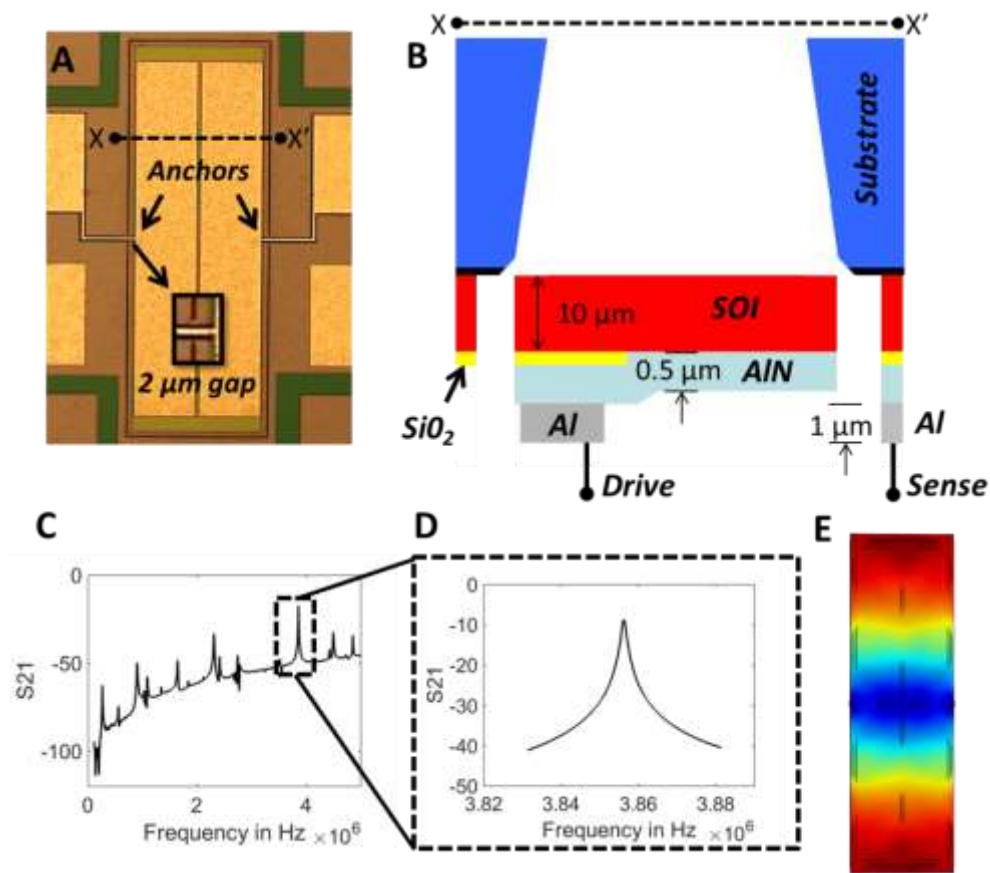 A
X X'
Anchors
2 μm gap
B
X X'
Substrate
10 μm
SOI
0.5 μm
AlN
SiO₂
Al
1 μm
Al
Drive
Sense
C
0
-50
-100
S21
0 2 4
Frequency in Hz ×10⁶
D
0
-10
-20
-30
-40
-50
S21
3.82 3.84 3.86 3.88
Frequency in Hz ×10⁶
E